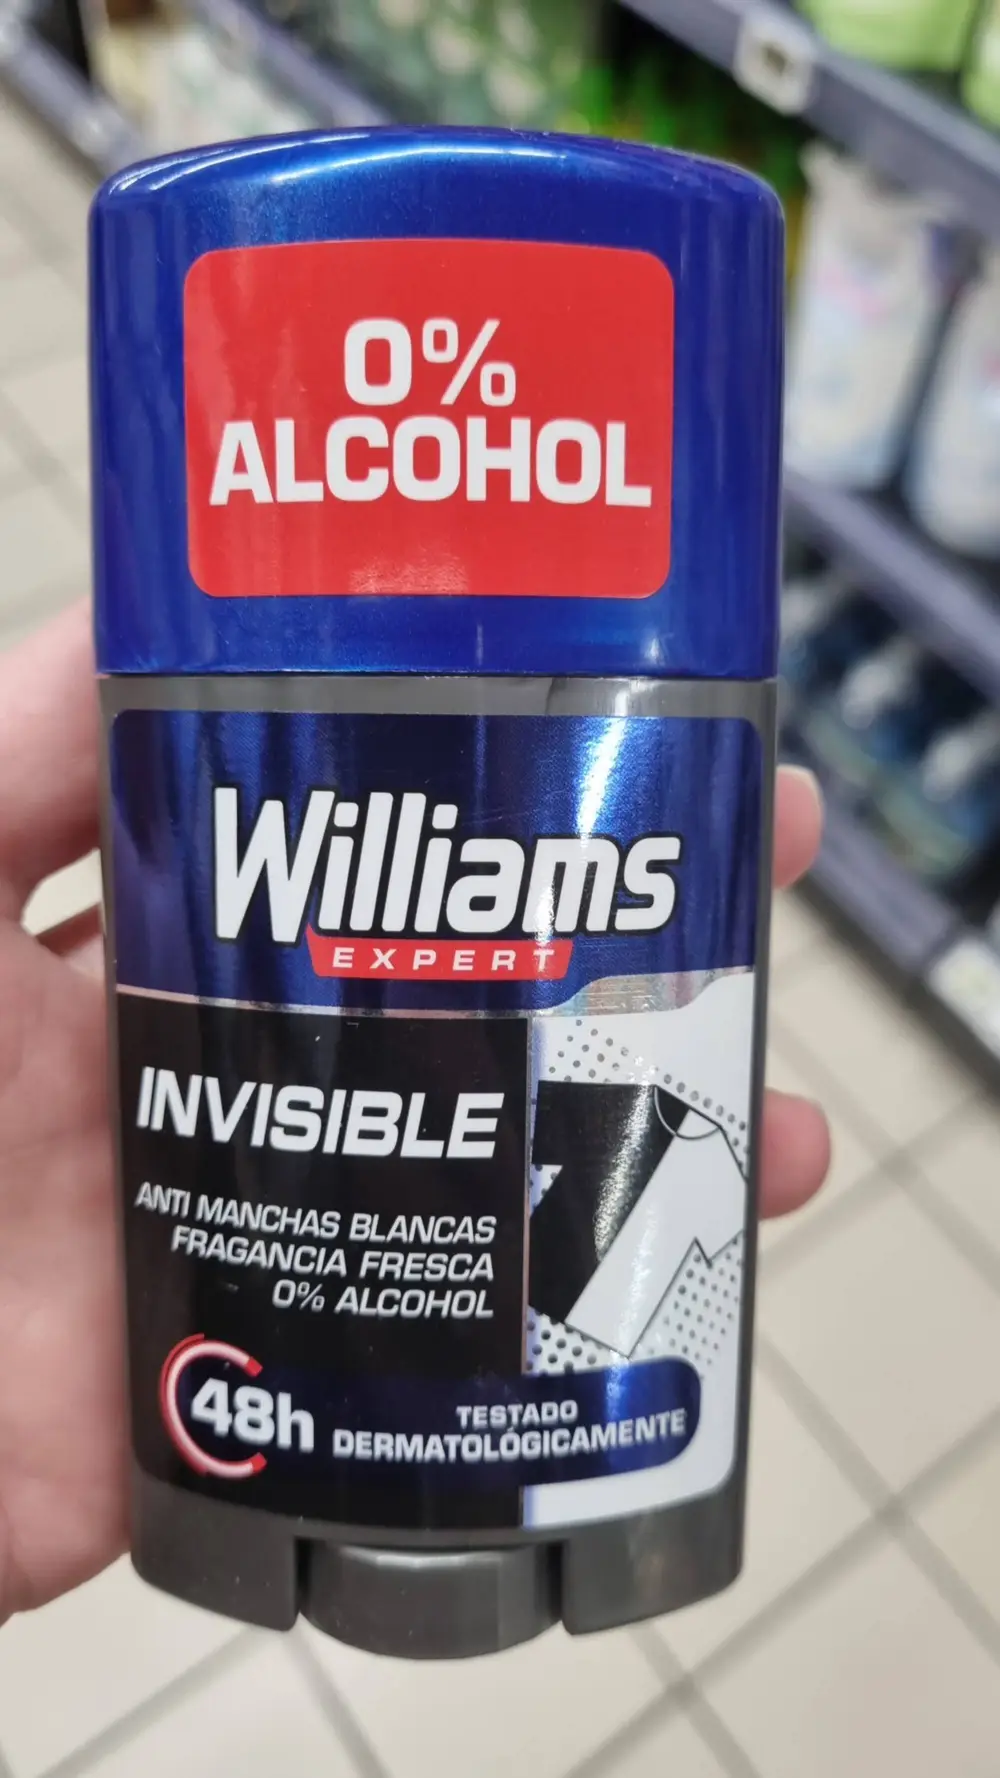 0%
ALCOHOL
Williams
EXPERT
INVISIBLE
ANTI MANCHAS BLANCAS
FRAGANCIA FRESCA
0% ALCOHOL
48h
TESTADO
DERMATOLÓGICAMENTE